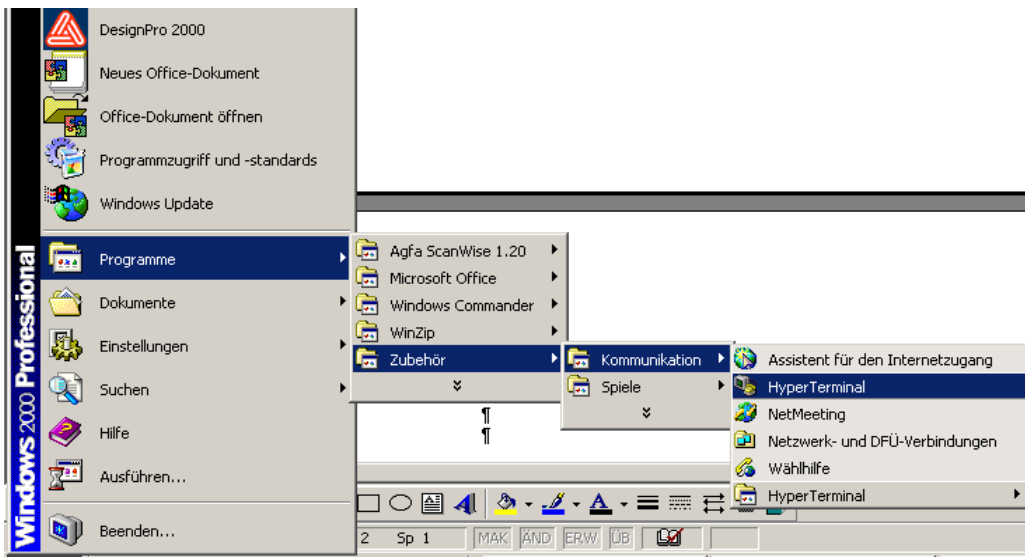 DesignPro 2000
Neues Office-Dokument
Office-Dokument öffnen
Programmzugriff und -standards
Windows Update
Programme
Dokumente
Einstellungen
Suchen
Hilfe
Ausführen...
Beenden...
Windows 2000 Professional
Agfa ScanWise 1.20
Microsoft Office
Windows Commander
WinZip
Zubehör
Kommunikation
Spiele
Assistent für den Internetzugang
HyperTerminal
NetMeeting
Netzwerk- und DFÜ-Verbindungen
Wählhilfe
HyperTerminal
¶
¶
2 Sp 1 MAK ÄND ERW ÜB